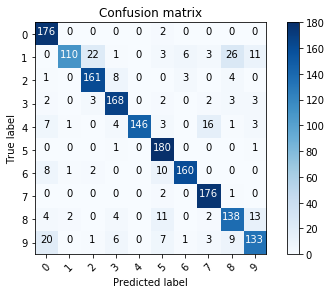 Confusion matrix
0 176 0 0 0 0 2 0 0 0 0
1 0 110 22 1 0 3 6 3 26 11
2 1 0 161 8 0 0 3 0 4 0
3 2 0 3 168 0 2 0 2 3 3
4 7 1 0 4 146 3 0 16 1 3
5 0 0 0 1 0 180 0 0 0 1
6 8 1 2 0 0 10 160 0 0 0
7 0 0 0 0 0 2 0 176 1 0
8 4 2 0 4 0 11 0 2 138 13
9 20 0 1 6 0 7 1 3 9 133
0 1 2 3 4 5 6 7 8 9
True label
Predicted label
180
160
140
120
100
80
60
40
20
0